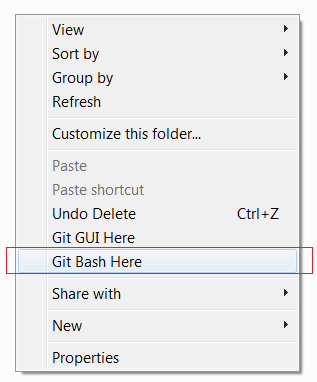 View
Sort by
Group by
Refresh
Customize this folder...
Paste
Paste shortcut
Undo Delete Ctrl+Z
Git GUI Here
Git Bash Here
Share with
New
Properties